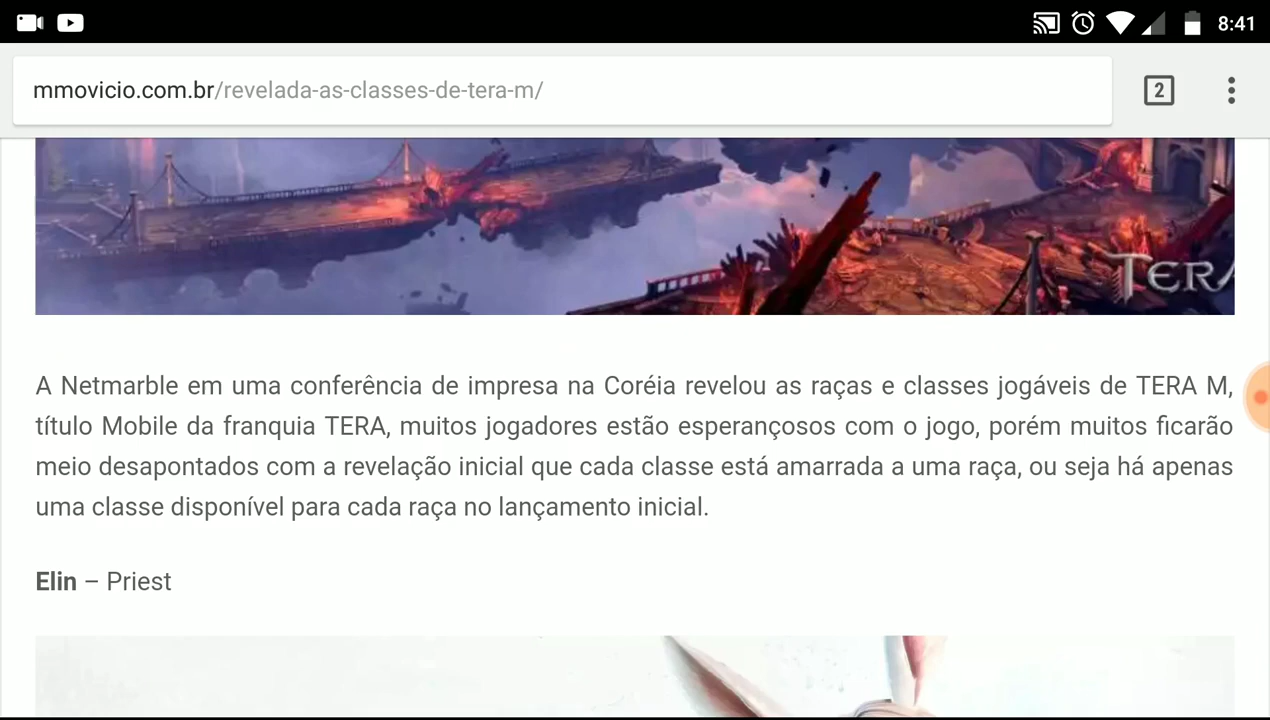 8:41
mmovicio.com.br/revelada-as-classes-de-tera-m/
2
TERA
A Netmarble em uma conferência de impresa na Coréia revelou as raças e classes jogáveis de TERA M,
título Mobile da franquia TERA, muitos jogadores estão esperançosos com o jogo, porém muitos ficarão
meio desapontados com a revelação inicial que cada classe está amarrada a uma raça, ou seja há apenas
uma classe disponível para cada raça no lançamento inicial.
Elin – Priest